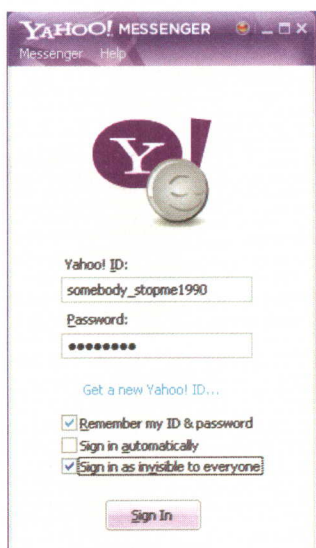 YAHOO! MESSENGER
Messenger Help
Y!
Yahoo! ID:
somebody_stopme1990
Password:
••••••••
Get a new Yahoo! ID...
Remember my ID & password
Sign in automatically
Sign in as invisible to everyone
Sign In